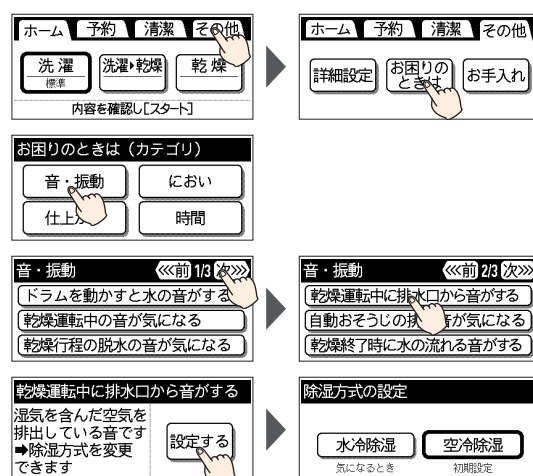 ホーム 予約 清潔 その他
洗濯 洗濯▸乾燥 乾燥
標準
内容を確認し[スタート]
ホーム 予約 清潔 その他
詳細設定 お困りの お手入れ
ときは
お困りのときは（カテゴリ）
音・振動 におい
仕上 時間
音・振動 <<<前 1/3 次>>>
ドラムを動かすと水の音がする
乾燥運転中の音が気になる
乾燥行程の脱水の音が気になる
音・振動 <<<前 2/3 次>>>
乾燥運転中に排水口から音がする
自動おそうじの 音が気になる
乾燥終了時に水の流れる音がする
乾燥運転中に排水口から音がする
湿気を含んだ空気を
排出している音です
➡除湿方式を変更
できます
設定する
除湿方式の設定
水冷除湿 空冷除湿
気になるとき 初期設定